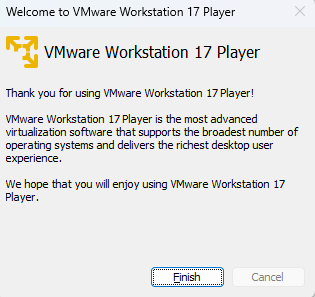 Welcome to VMware Workstation 17 Player
VMware Workstation 17 Player
Thank you for using VMware Workstation 17 Player!
VMware Workstation 17 Player is the most advanced
virtualization software that supports the broadest number of
operating systems and delivers the richest desktop user
experience.
We hope that you will enjoy using VMware Workstation 17
Player.
Finish
Cancel